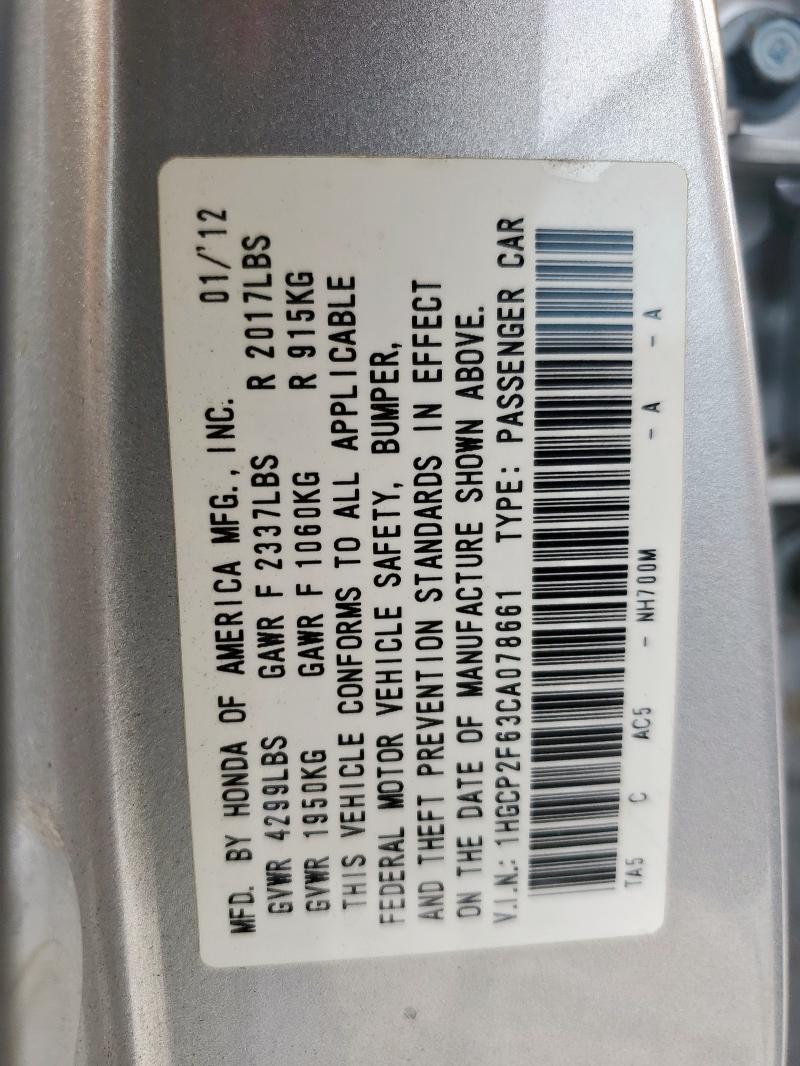 MFD. BY HONDA OF AMERICA MFG., INC. 01/'12
GVWR 4299LBS GAWR F 2337LBS R 2017LBS
GVWR 1950KG GAWR F 1060KG R 915KG
THIS VEHICLE CONFORMS TO ALL APPLICABLE
FEDERAL MOTOR VEHICLE SAFETY, BUMPER,
AND THEFT PREVENTION STANDARDS IN EFFECT
ON THE DATE OF MANUFACTURE SHOWN ABOVE.
V.I.N.: 1HGCP2F63CA078661 TYPE: PASSENGER CAR
TA5 C AC5 - NH700M - A - A